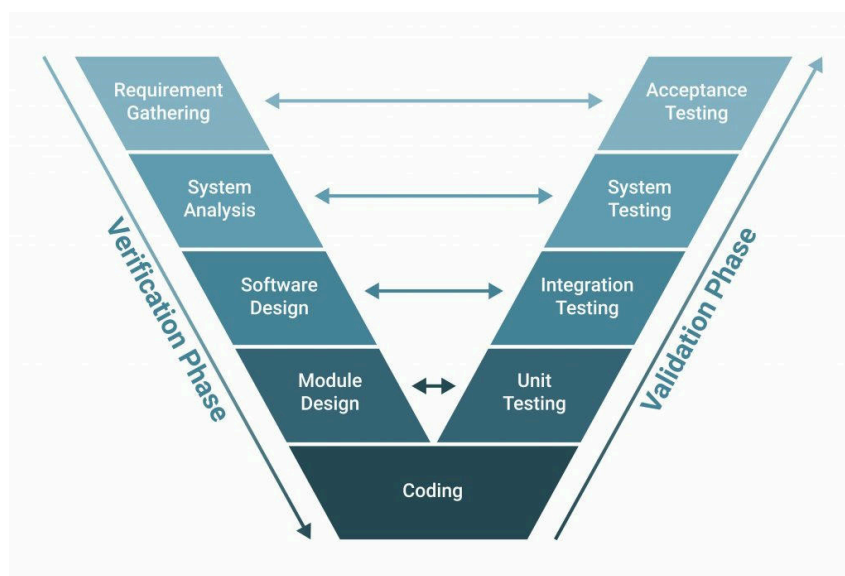 Requirement
Gathering
Acceptance
Testing
System
Analysis
System
Testing
Software
Design
Integration
Testing
Module
Design
Unit
Testing
Coding
Verification Phase
Validation Phase